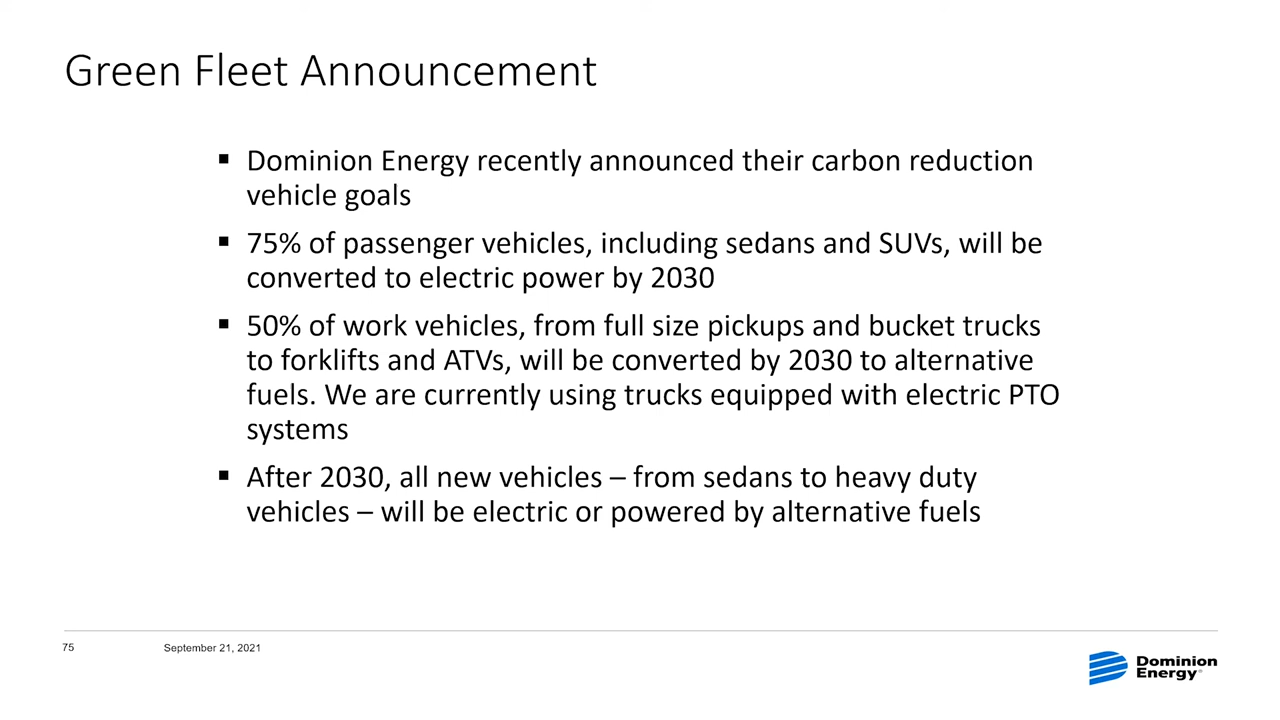 Green Fleet Announcement
▪ Dominion Energy recently announced their carbon reduction
vehicle goals
▪ 75% of passenger vehicles, including sedans and SUVs, will be
converted to electric power by 2030
▪ 50% of work vehicles, from full size pickups and bucket trucks
to forklifts and ATVs, will be converted by 2030 to alternative
fuels. We are currently using trucks equipped with electric PTO
systems
▪ After 2030, all new vehicles – from sedans to heavy duty
vehicles – will be electric or powered by alternative fuels
75 September 21, 2021
Dominion
Energy®